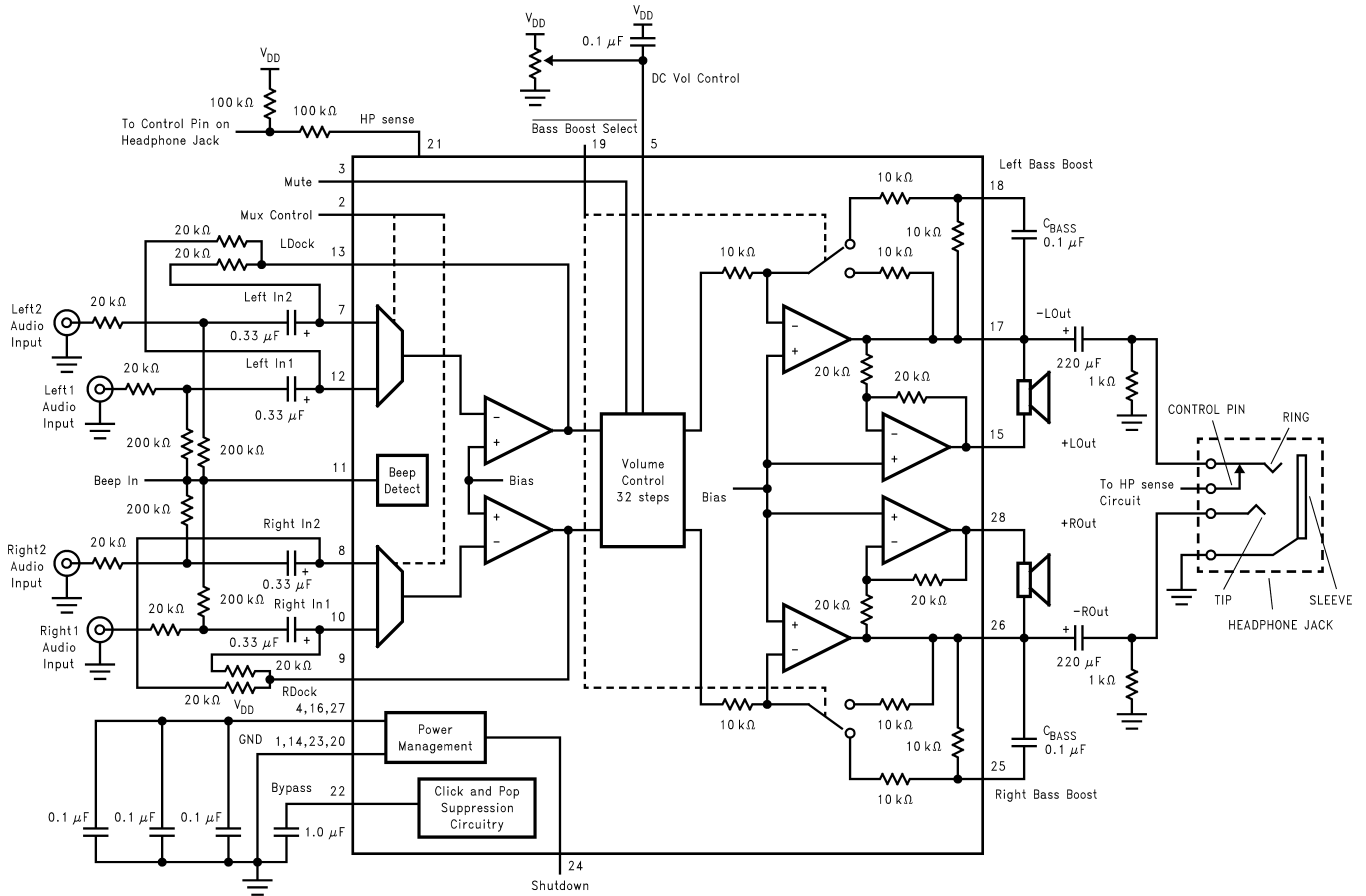 V_DD
V_DD
0.1 μF
DC Vol Control
V_DD
100 kΩ
100 kΩ
HP sense
To Control Pin on
Headphone Jack
21
Bass Boost Select
19
5
Left Bass Boost
3
Mute
2
Mux Control
10 kΩ
18
20 kΩ
LDock
20 kΩ
13
10 kΩ
10 kΩ
10 kΩ
C_BASS
0.1 μF
Left2
Audio
Input
20 kΩ
Left In2
0.33 μF
+
7
−
+
17
−LOut
+
220 μF
1 kΩ
Left1
Audio
Input
20 kΩ
Left In1
0.33 μF
+
12
20 kΩ
20 kΩ
−
+
−
+
15
+LOut
CONTROL PIN
RING
200 kΩ
200 kΩ
Beep In
11
Beep
Detect
Bias
Volume
Control
32 steps
Bias
To HP sense
Circuit
200 kΩ
Right In2
+
−
+
−
28
+ROut
Right2
Audio
Input
20 kΩ
8
0.33 μF
+
20 kΩ
20 kΩ
TIP
SLEEVE
HEADPHONE JACK
20 kΩ
200 kΩ
Right In1
10
Right1
Audio
Input
0.33 μF
+
+
−
26
−ROut
+
220 μF
1 kΩ
20 kΩ
9
20 kΩ
RDock
V_DD
4,16,27
GND
1,14,23,20
Power
Management
10 kΩ
10 kΩ
10 kΩ
C_BASS
0.1 μF
10 kΩ
25
Right Bass Boost
Bypass
22
Click and Pop
Suppression
Circuitry
0.1 μF
0.1 μF
0.1 μF
1.0 μF
24
Shutdown